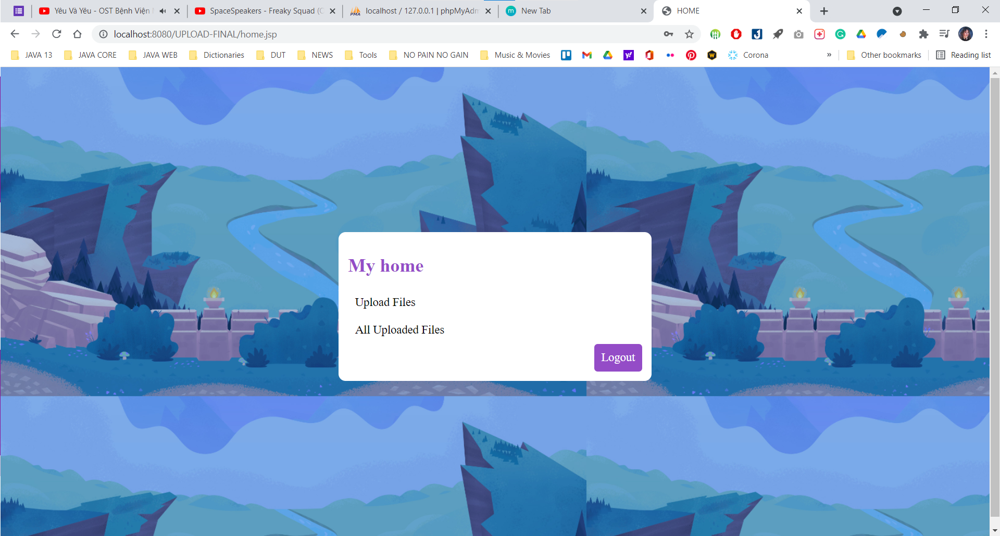 Yêu Và Yêu - OST Bệnh Viện
SpaceSpeakers - Freaky Squad (
PMA
localhost / 127.0.0.1 | phpMyAdm
m
New Tab
HOME
localhost:8080/UPLOAD-FINAL/home.jsp
JAVA 13
JAVA CORE
JAVA WEB
Dictionaries
DUT
NEWS
Tools
NO PAIN NO GAIN
Music & Movies
Corona
»
Other bookmarks
Reading list
My home
Upload Files
All Uploaded Files
Logout